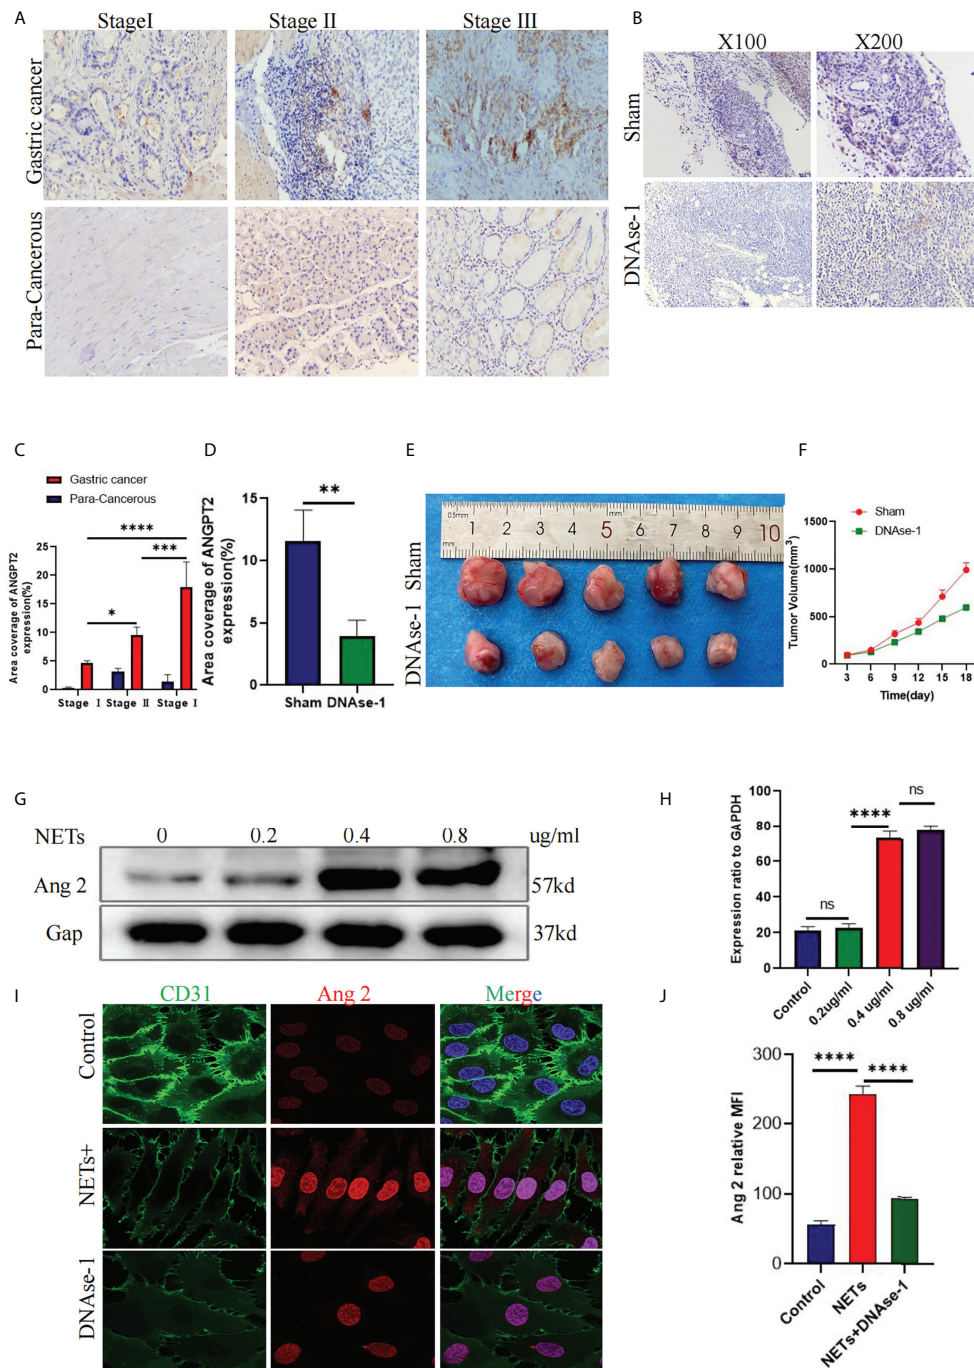 A
StageI
Stage II
Stage III
Gastric cancer
Para-Cancerous
B
X100
X200
Sham
DNAse-1
C
Gastric cancer
Para-Cancerous
Area coverage of ANGPT2
expression(%)
25
20
15
10
5
0
****
***
*
Stage I
Stage II
Stage I
D
Area coverage of ANGPT2
expression(%)
15
10
5
0
**
Sham DNAse-1
E
Sham
DNAse-1
0.5mm
mm
mm
1 2 3 4 5 6 7 8 9 10
F
Sham
DNAse-1
Tumor Volume(mm3)
1500
1000
500
0
3 6 9 12 15 18
Time(day)
G
NETs 0 0.2 0.4 0.8 ug/ml
Ang 2 57kd
Gap 37kd
H
Expression ratio to GAPDH
100
80
60
40
20
0
ns
****
ns
Control
0.2ug/ml
0.4 ug/ml
0.8 ug/ml
I
CD31
Ang 2
Merge
Control
NETs+
DNAse-1
J
Ang 2 relative MFI
300
200
100
0
****
****
Control
NETs
NETs+DNAse-1